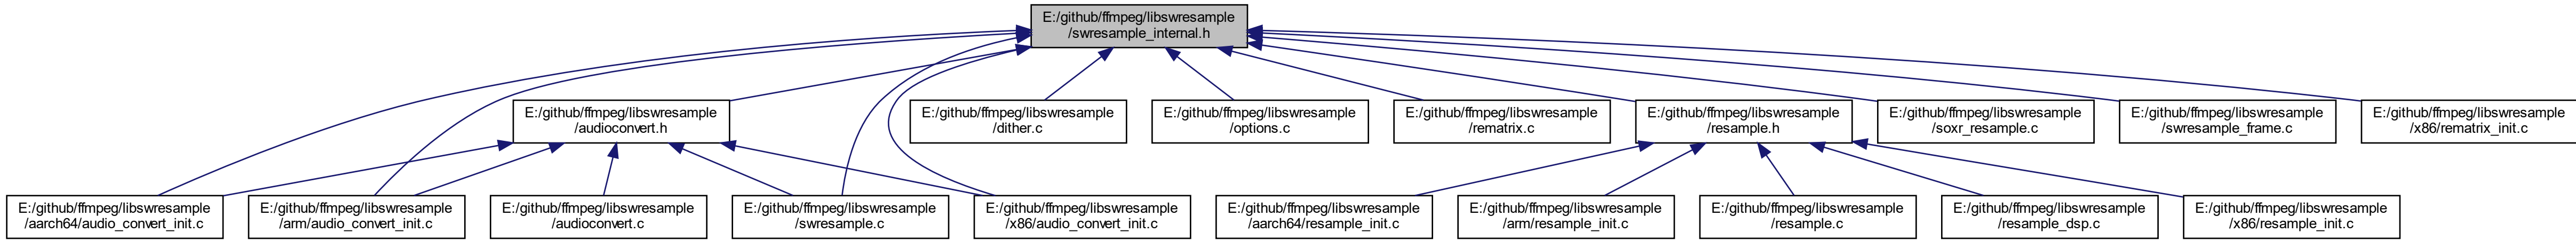 E:/github/ffmpeg/libswresample
/swresample_internal.h
E:/github/ffmpeg/libswresample
/audioconvert.h
E:/github/ffmpeg/libswresample
/dither.c
E:/github/ffmpeg/libswresample
/options.c
E:/github/ffmpeg/libswresample
/rematrix.c
E:/github/ffmpeg/libswresample
/resample.h
E:/github/ffmpeg/libswresample
/soxr_resample.c
E:/github/ffmpeg/libswresample
/swresample_frame.c
E:/github/ffmpeg/libswresample
/x86/rematrix_init.c
E:/github/ffmpeg/libswresample
/aarch64/audio_convert_init.c
E:/github/ffmpeg/libswresample
/arm/audio_convert_init.c
E:/github/ffmpeg/libswresample
/audioconvert.c
E:/github/ffmpeg/libswresample
/swresample.c
E:/github/ffmpeg/libswresample
/x86/audio_convert_init.c
E:/github/ffmpeg/libswresample
/aarch64/resample_init.c
E:/github/ffmpeg/libswresample
/arm/resample_init.c
E:/github/ffmpeg/libswresample
/resample.c
E:/github/ffmpeg/libswresample
/resample_dsp.c
E:/github/ffmpeg/libswresample
/x86/resample_init.c